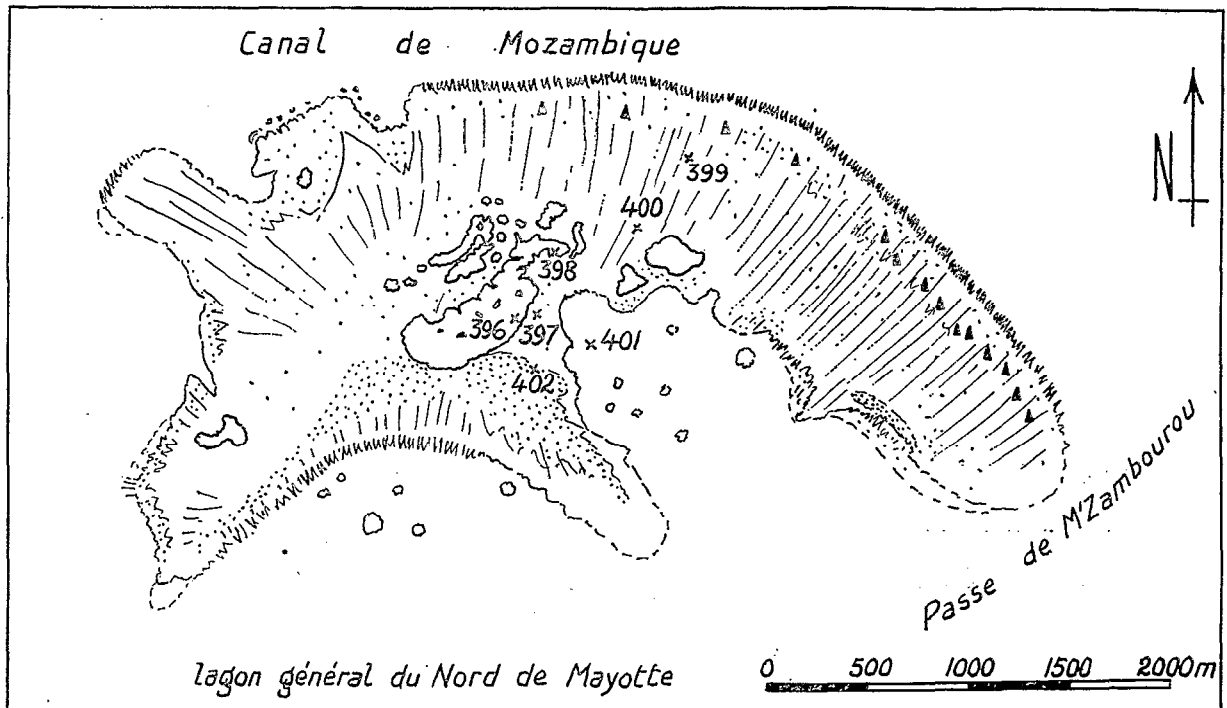 Canal de Mozambique
N
399
400
398
396
397
401
402
Passe de M'Zambourou
lagon général du Nord de Mayotte
0 500 1000 1500 2000m